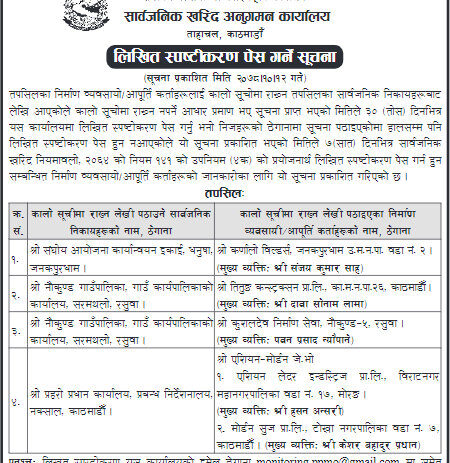 सार्वजनिक खरिद अनुगमन कार्यालय
ताहाचल, काठमाडौँ
लिखित स्पष्टीकरण पेस गर्ने सूचना
(सूचना प्रकाशित मिति २०७८।१०।१२ गते)
तपसिलका निर्माण व्यवसायी/आपूर्ति कर्ताहरूलाई कालो सूचीमा राख्न तपसिलका सार्वजनिक निकायहरूबाट
लेखि आएकोले कालो सूचीमा राख्न नपर्ने आधार प्रमाण भए सूचना प्राप्त भएको मितिले ३० (तीस) दिनभित्र
यस कार्यालयमा लिखित स्पष्टीकरण पेस गर्नु भनी निजहरूको ठेगानामा सूचना पठाइएकोमा हालसम्म पनि
लिखित स्पष्टीकरण पेस हुन नआएकोले यो सूचना प्रकाशित भएको मितिले ७(सात) दिनभित्र सार्वजनिक
खरिद नियमावली, २०६४ को नियम १४१ को उपनियम (४क) को प्रयोजनार्थ लिखित स्पष्टीकरण पेस गर्न हुन
सम्बन्धित निर्माण व्यवसायी/आपूर्ति कर्ताहरूको जानकारीका लागि यो सूचना प्रकाशित गरिएको छ ।
तपसिलः
क्र. सं. कालो सूचीमा राख्न लेखी पठाउने सार्वजनिक निकायहरूको नाम, ठेगाना कालो सूचीमा राख्न लेखी पठाइएका निर्माण व्यवसायी/आपूर्ति कर्ताहरूको नाम, ठेगाना
१. श्री संघीय आयोजना कार्यान्वयन इकाई, धनुषा, जनकपुरधाम । श्री कर्णाली बिल्डर्स, जनकपुरधाम उ.म.न.पा. वडा नं. २ ।
(मुख्य व्यक्तिः श्री संजय कुमार साह)
२. श्री नौकुण्ड गाउँपालिका, गाउँ कार्यपालिकाको कार्यालय, सरमथली, रसुवा । श्री तितुङ कन्स्ट्रक्सन प्रा.लि., का.म.न.पा.२६, काठमाडौँ ।
(मुख्य व्यक्तिः श्री दावा सोनाम लामा)
३. श्री नौकुण्ड गाउँपालिका, गाउँ कार्यपालिकाको कार्यालय, सरमथली, रसुवा । श्री कुरालदेव निर्माण सेवा, नौकुण्ड-५, रसुवा ।
(मुख्य व्यक्तिः पवन प्रसाद न्यौपाने)
४. श्री प्रहरी प्रधान कार्यालय, प्रबन्ध निर्देशनालय, नक्साल, काठमाडौँ । श्री एशियन-मोर्डन जे.भी
१. एशियन लेदर इन्डस्ट्रिज प्रा.लि., विराटनगर
महानगरपालिका वडा नं. १७, मोरङ ।
(मुख्य व्यक्तिः श्री हसन अन्सारी)
२. मोर्डन सुज प्रा.लि., टोखा नगरपालिका वडा नं. ७,
काठमाडौँ । (मुख्य व्यक्तिः श्री केशर बहादुर प्रधान)